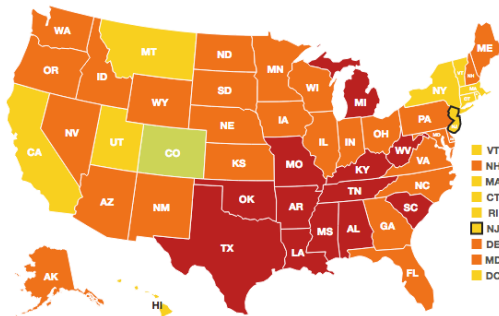 WA
OR
CA
NV
ID
MT
WY
UT
AZ
CO
NM
ND
SD
NE
KS
OK
TX
MN
IA
MO
AR
LA
WI
IL
MI
IN
OH
KY
TN
MS
AL
GA
FL
SC
NC
VA
WV
PA
NY
ME
VT
NH
AK
HI
VT
NH
MA
CT
RI
NJ
DE
MD
DC